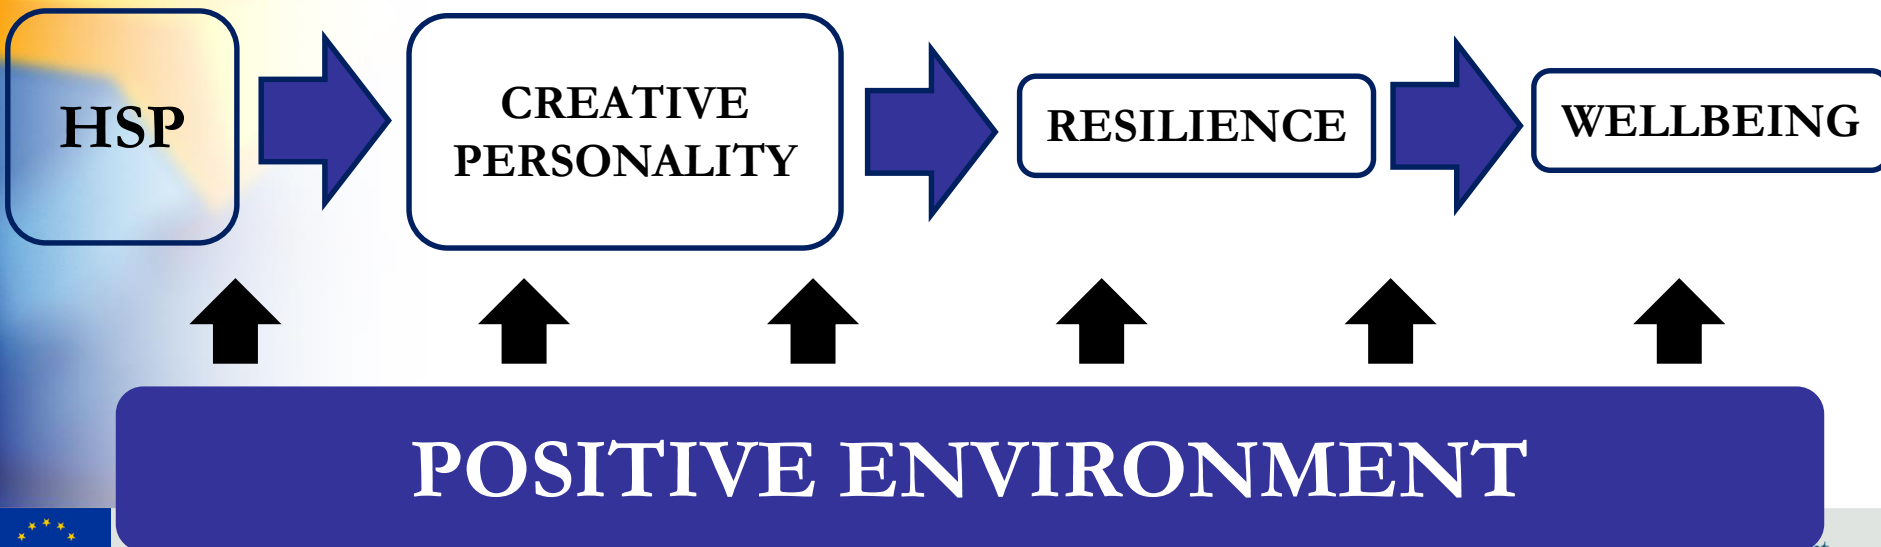 HSP
CREATIVE
PERSONALITY
RESILIENCE
WELLBEING
POSITIVE ENVIRONMENT